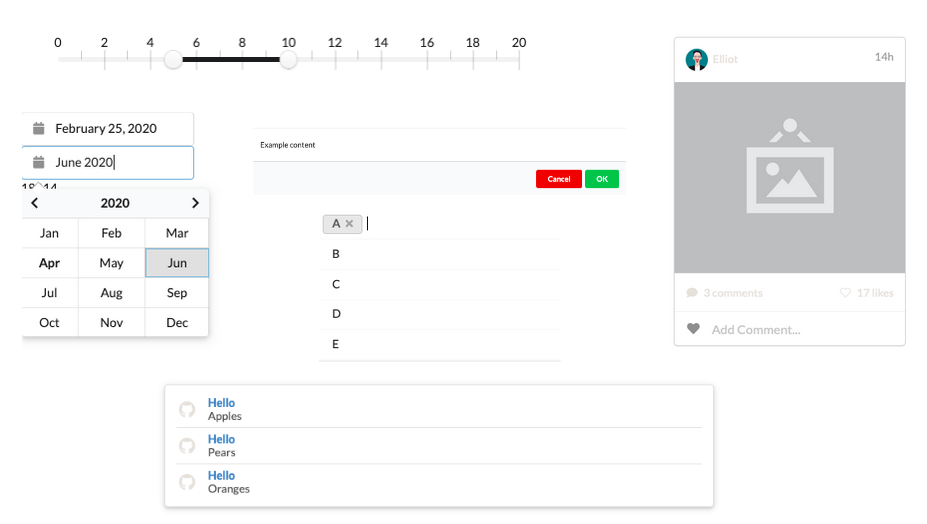 0 2 4 6 8 10 12 14 16 18 20
February 25, 2020
June 2020
2020
Jan Feb Mar
Apr May Jun
Jul Aug Sep
Oct Nov Dec
Example content
Cancel OK
A
B
C
D
E
Elliot 14h
3 comments 17 likes
Add Comment...
Hello
Apples
Hello
Pears
Hello
Oranges